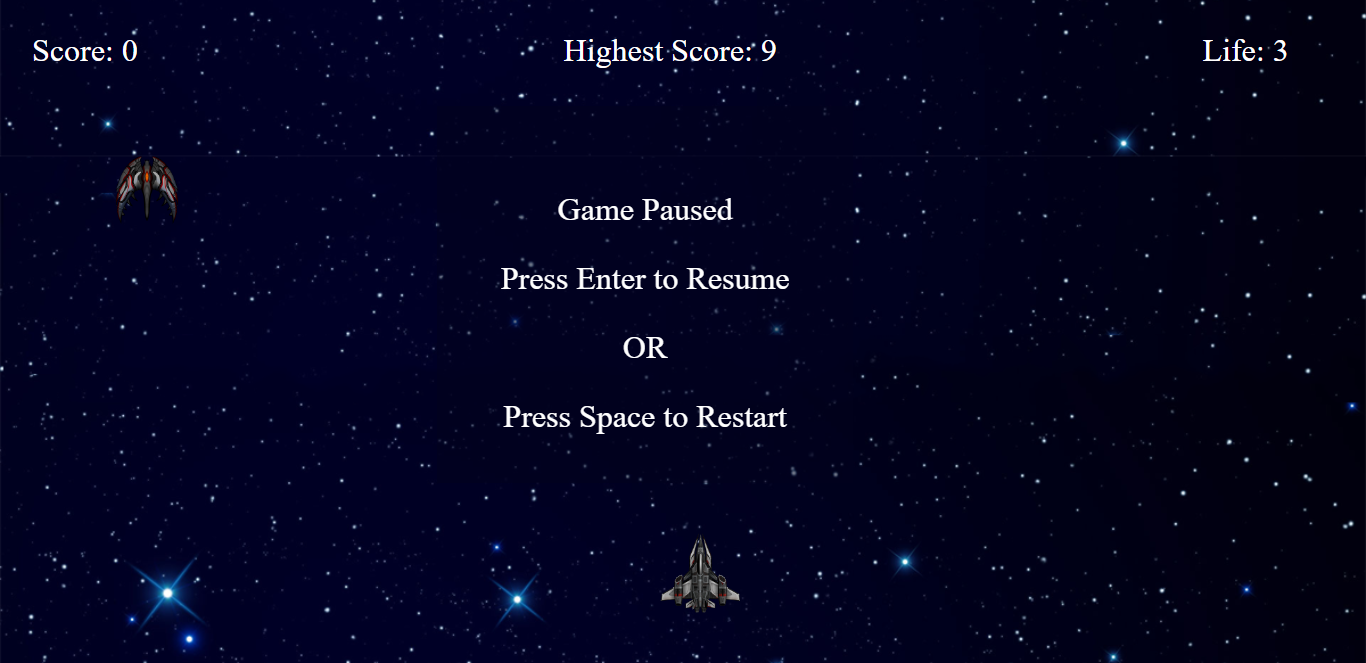 Score: 0
Highest Score: 9
Life: 3
Game Paused
Press Enter to Resume
OR
Press Space to Restart